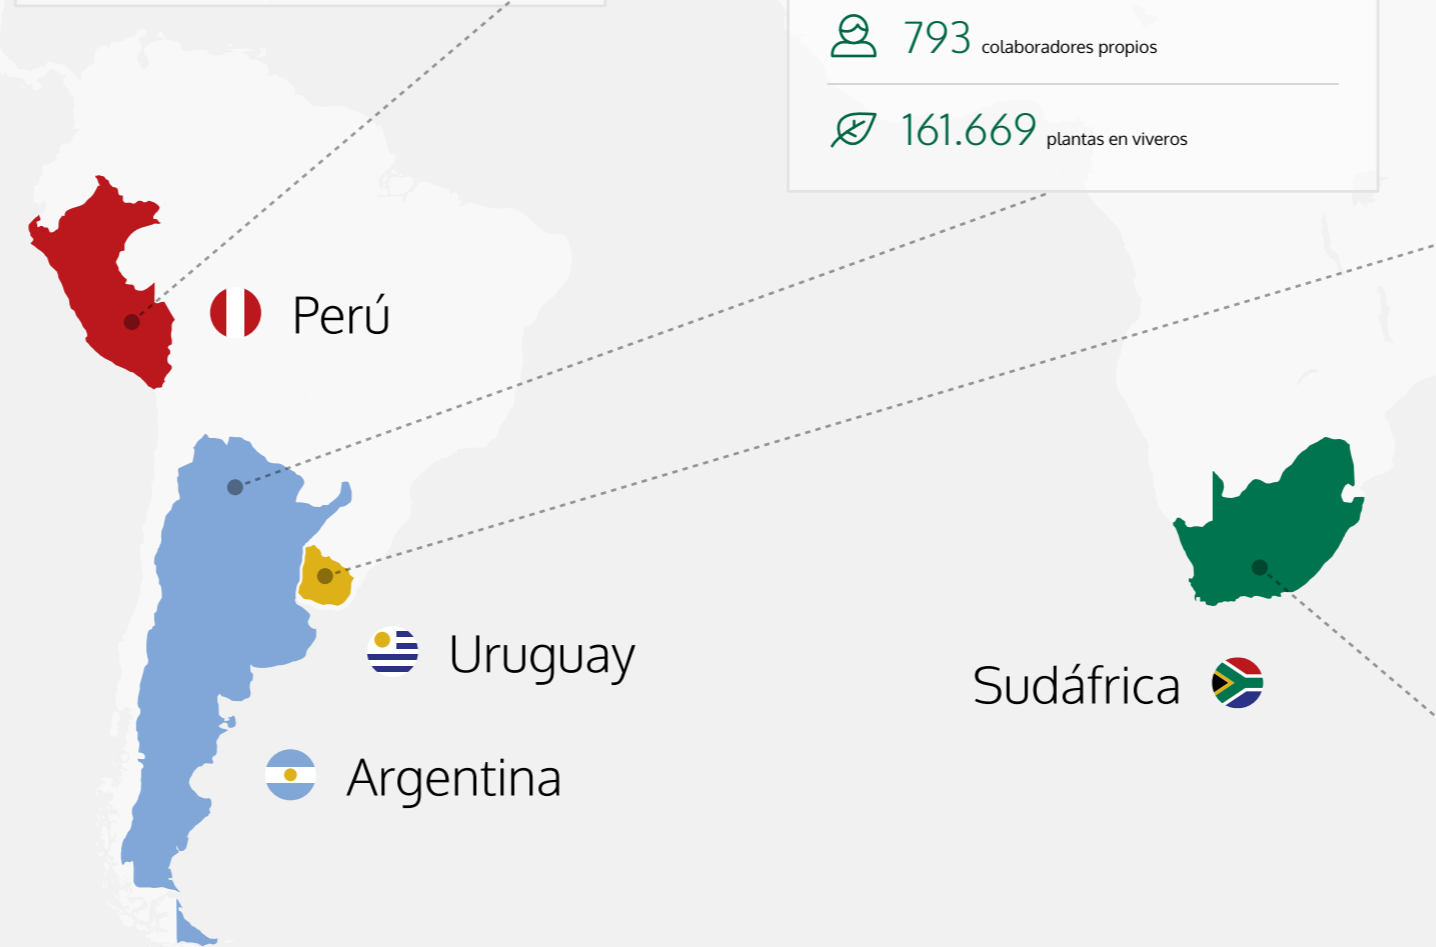 793 colaboradores propios
161.669 plantas en viveros
Perú
Uruguay
Sudáfrica
Argentina